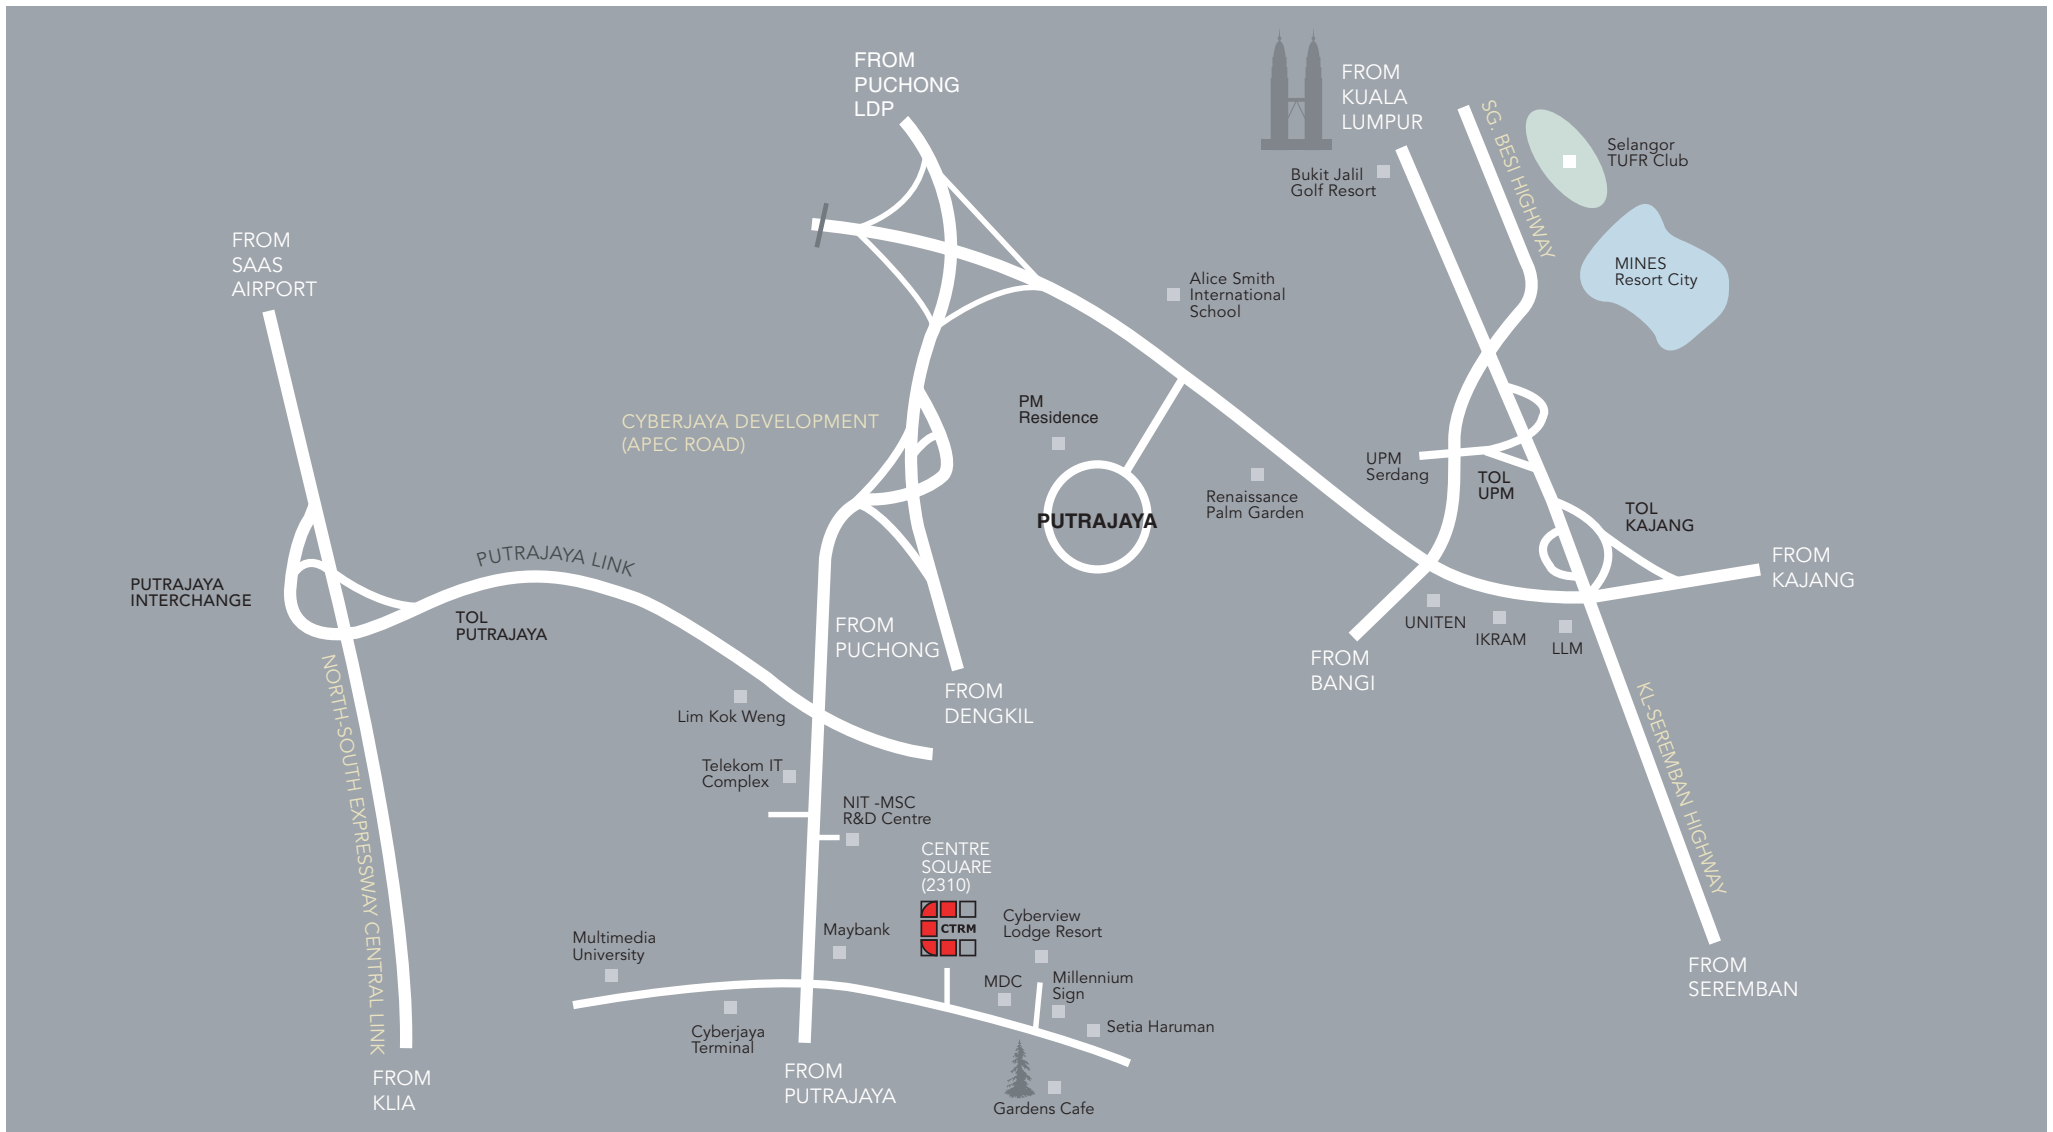 FROM
PUCHONG
LDP
FROM
KUALA
LUMPUR
SG. BESI HIGHWAY
Selangor
TUFR Club
Bukit Jalil
Golf Resort
FROM
SAAS
AIRPORT
MINES
Resort City
Alice Smith
International
School
CYBERJAYA DEVELOPMENT
(APEC ROAD)
PM
Residence
UPM
Serdang
TOL
UPM
Renaissance
Palm Garden
TOL
KAJANG
PUTRAJAYA
FROM
KAJANG
PUTRAJAYA LINK
PUTRAJAYA
INTERCHANGE
TOL
PUTRAJAYA
FROM
PUCHONG
UNITEN
IKRAM
LLM
FROM
BANGI
FROM
DENGKIL
NORTH-SOUTH EXPRESSWAY CENTRAL LINK
KL-SEREMBAN HIGHWAY
Lim Kok Weng
Telekom IT
Complex
NIT -MSC
R&D Centre
CENTRE
SQUARE
(2310)
CTRM
Cyberview
Lodge Resort
Maybank
Multimedia
University
MDC
Millennium
Sign
Setia Haruman
Cyberjaya
Terminal
FROM
SEREMBAN
FROM
KLIA
FROM
PUTRAJAYA
Gardens Cafe